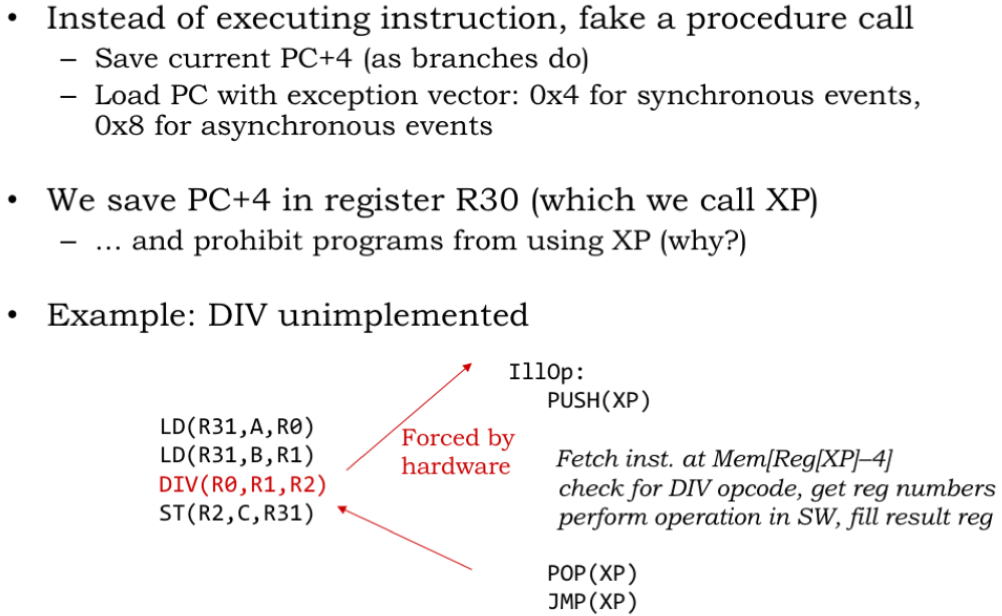 • Instead of executing instruction, fake a procedure call
– Save current PC+4 (as branches do)
– Load PC with exception vector: 0x4 for synchronous events,
0x8 for asynchronous events
• We save PC+4 in register R30 (which we call XP)
– … and prohibit programs from using XP (why?)
• Example: DIV unimplemented
LD(R31,A,R0)
LD(R31,B,R1)
DIV(R0,R1,R2)
ST(R2,C,R31)
Forced by
hardware
IllOp:
PUSH(XP)
Fetch inst. at Mem[Reg[XP]–4]
check for DIV opcode, get reg numbers
perform operation in SW, fill result reg
POP(XP)
JMP(XP)